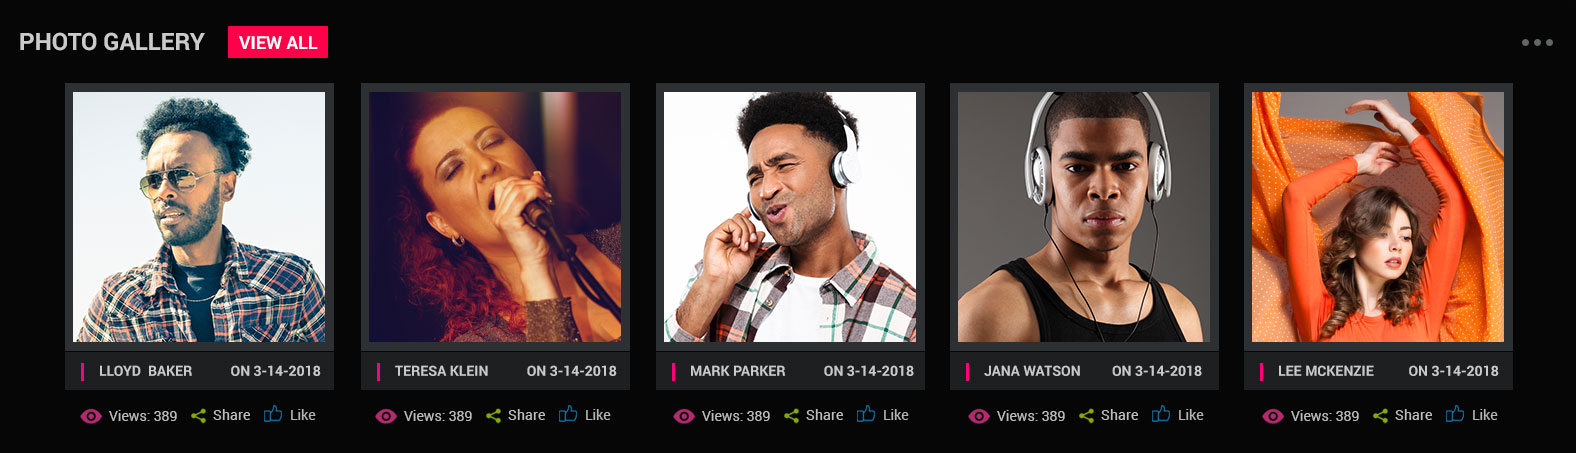 PHOTO GALLERY VIEW ALL
LLOYD BAKER ON 3-14-2018
Views: 389 Share Like
TERESA KLEIN ON 3-14-2018
Views: 389 Share Like
MARK PARKER ON 3-14-2018
Views: 389 Share Like
JANA WATSON ON 3-14-2018
Views: 389 Share Like
LEE MCKENZIE ON 3-14-2018
Views: 389 Share Like